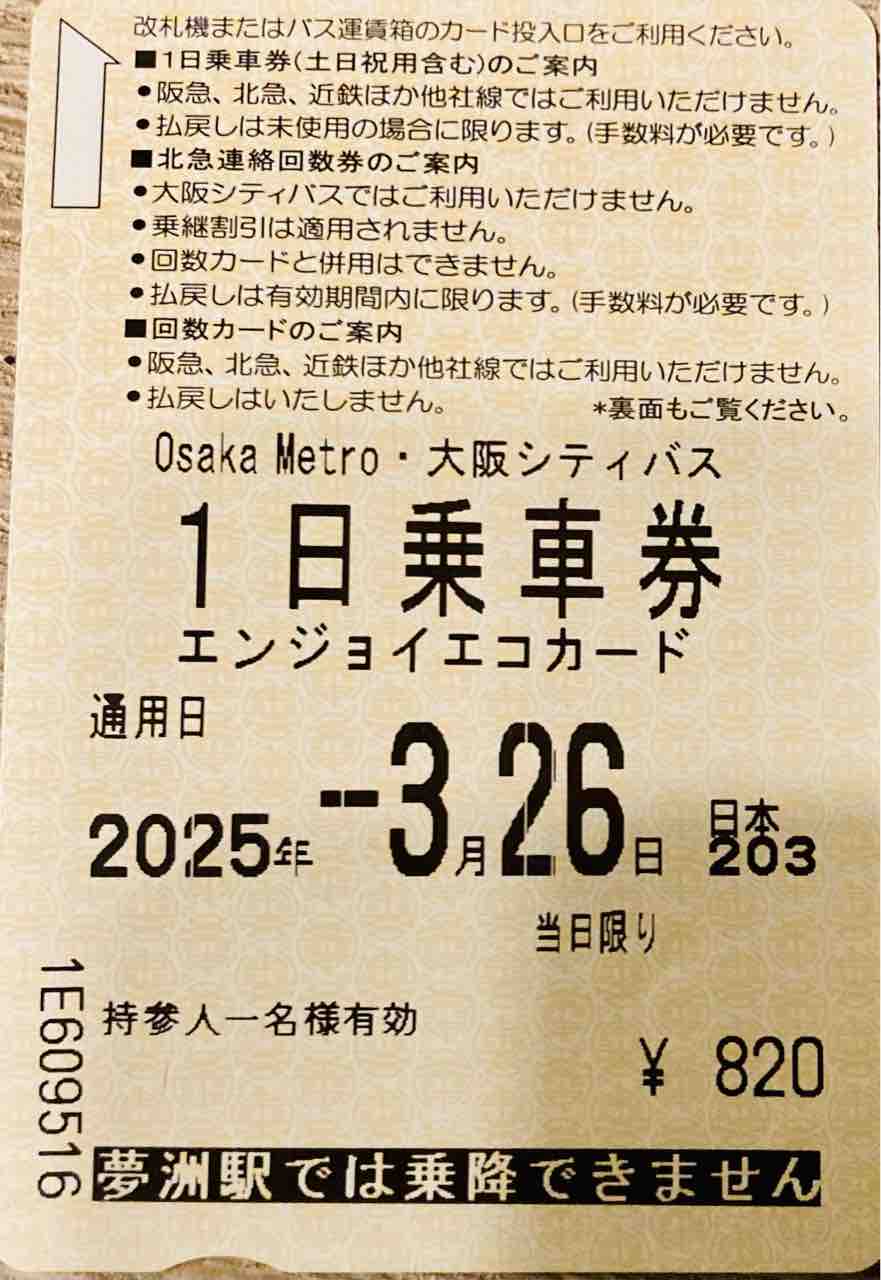 改札機またはバス運賃箱のカード投入口をご利用ください。
■1日乗車券(土日祝用含む)のご案内
•阪急、北急、近鉄ほか他社線ではご利用いただけません。
•払戻しは未使用の場合に限ります。(手数料が必要です。)
■北急連絡回数券のご案内
•大阪シティバスではご利用いただけません。
•乗継割引は適用されません。
•回数カードと併用はできません。
•払戻しは有効期間内に限ります。(手数料が必要です。)
■回数カードのご案内
•阪急、北急、近鉄ほか他社線ではご利用いただけません。
•払戻しはいたしません。 *裏面もご覧ください。
Osaka Metro・大阪シティバス
1日乗車券
エンジョイエコカード
通用日
2025年--3月26日 日本203
当日限り
持参人一名様有効
¥ 820
1E609516
夢洲駅では乗降できません